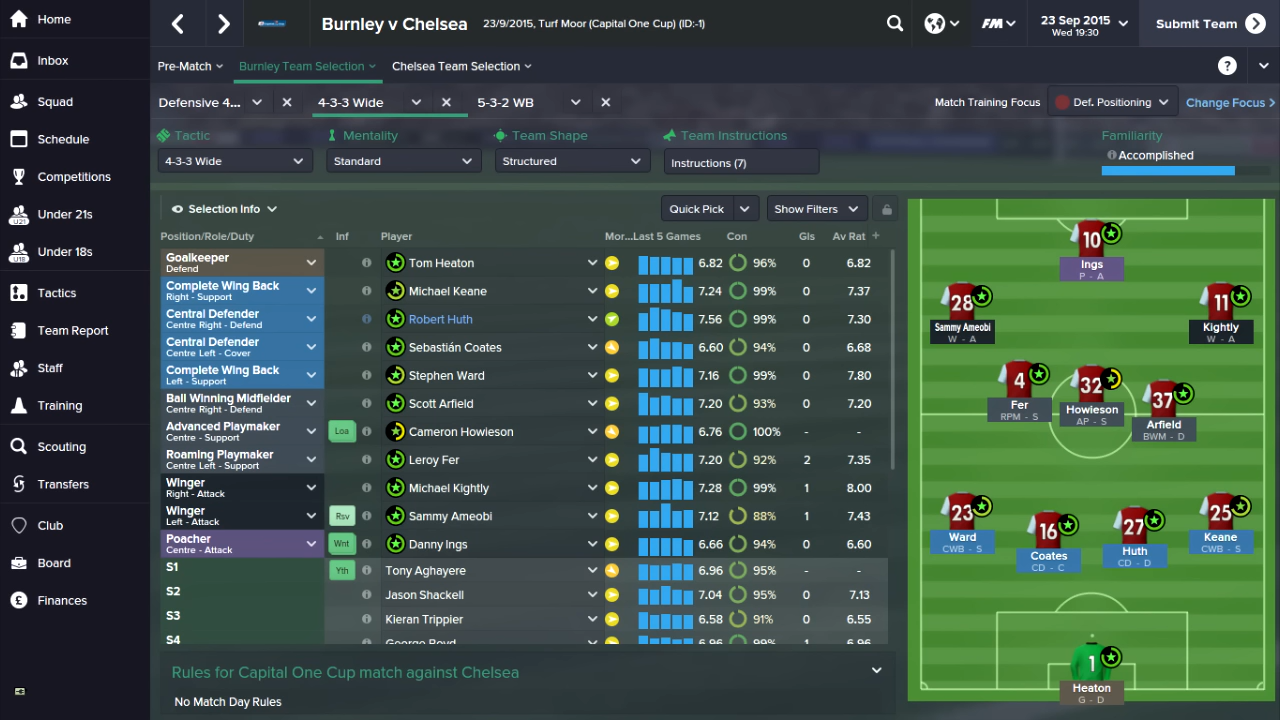 Home
Inbox
Squad
Schedule
Competitions
U21
Under 21s
U18
Under 18s
Tactics
Team Report
Staff
Training
Scouting
Transfers
Club
Board
Finances
Burnley v Chelsea
23/9/2015, Turf Moor (Capital One Cup) (ID:-1)
FM
23 Sep 2015
Wed 19:30
Submit Team
Pre-Match
Burnley Team Selection
Chelsea Team Selection
?
Defensive 4...
4-3-3 Wide
5-3-2 WB
Match Training Focus
Def. Positioning
Change Focus
Tactic
Mentality
Team Shape
Team Instructions
Familiarity
4-3-3 Wide
Standard
Structured
Instructions (7)
Accomplished
Selection Info
Quick Pick
Show Filters
Position/Role/Duty Inf Player Mor... Last 5 Games Con Gls Av Rat +
Goalkeeper
Defend
Tom Heaton 6.82 96% 0 6.82
Complete Wing Back
Right - Support
Michael Keane 7.24 99% 0 7.37
Central Defender
Centre Right - Defend
Robert Huth 7.56 99% 0 7.30
Central Defender
Centre Left - Cover
Sebastián Coates 6.60 94% 0 6.68
Complete Wing Back
Left - Support
Stephen Ward 7.16 99% 0 7.80
Ball Winning Midfielder
Centre Right - Defend
Scott Arfield 7.20 93% 0 7.20
Advanced Playmaker
Centre - Support
Loa Cameron Howieson 6.76 100% - -
Roaming Playmaker
Centre Left - Support
Leroy Fer 7.20 92% 2 7.35
Winger
Right - Attack
Michael Kightly 7.28 99% 1 8.00
Winger
Left - Attack
Rsv Sammy Ameobi 7.12 88% 1 7.43
Poacher
Centre - Attack
Wnt Danny Ings 6.66 94% 0 6.60
S1 Yth Tony Aghayere 6.96 95% - -
S2 Jason Shackell 7.04 95% 0 7.13
S3 Kieran Trippier 6.58 91% 0 6.55
S4 George Boyd 6.96 99% 1 6.96
Rules for Capital One Cup match against Chelsea
No Match Day Rules
10
Ings
P - A
28
Sammy Ameobi
W - A
11
Kightly
W - A
4
Fer
RPM - S
32
Howieson
AP - S
37
Arfield
BWM - D
23
Ward
CWB - S
16
Coates
CD - C
27
Huth
CD - D
25
Keane
CWB - S
1
Heaton
G - D